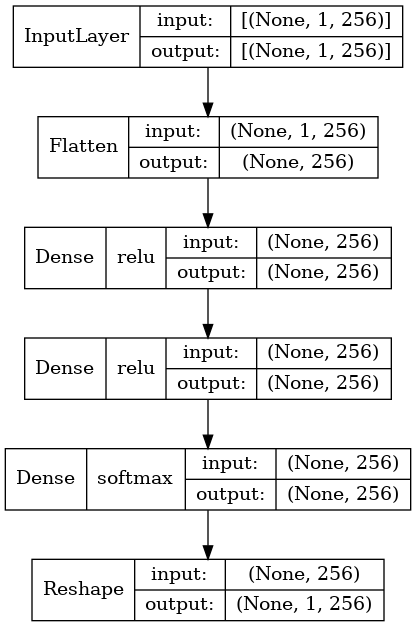 InputLayer
input: [(None, 1, 256)]
output: [(None, 1, 256)]
Flatten
input: (None, 1, 256)
output: (None, 256)
Dense relu
input: (None, 256)
output: (None, 256)
Dense relu
input: (None, 256)
output: (None, 256)
Dense softmax
input: (None, 256)
output: (None, 256)
Reshape
input: (None, 256)
output: (None, 1, 256)